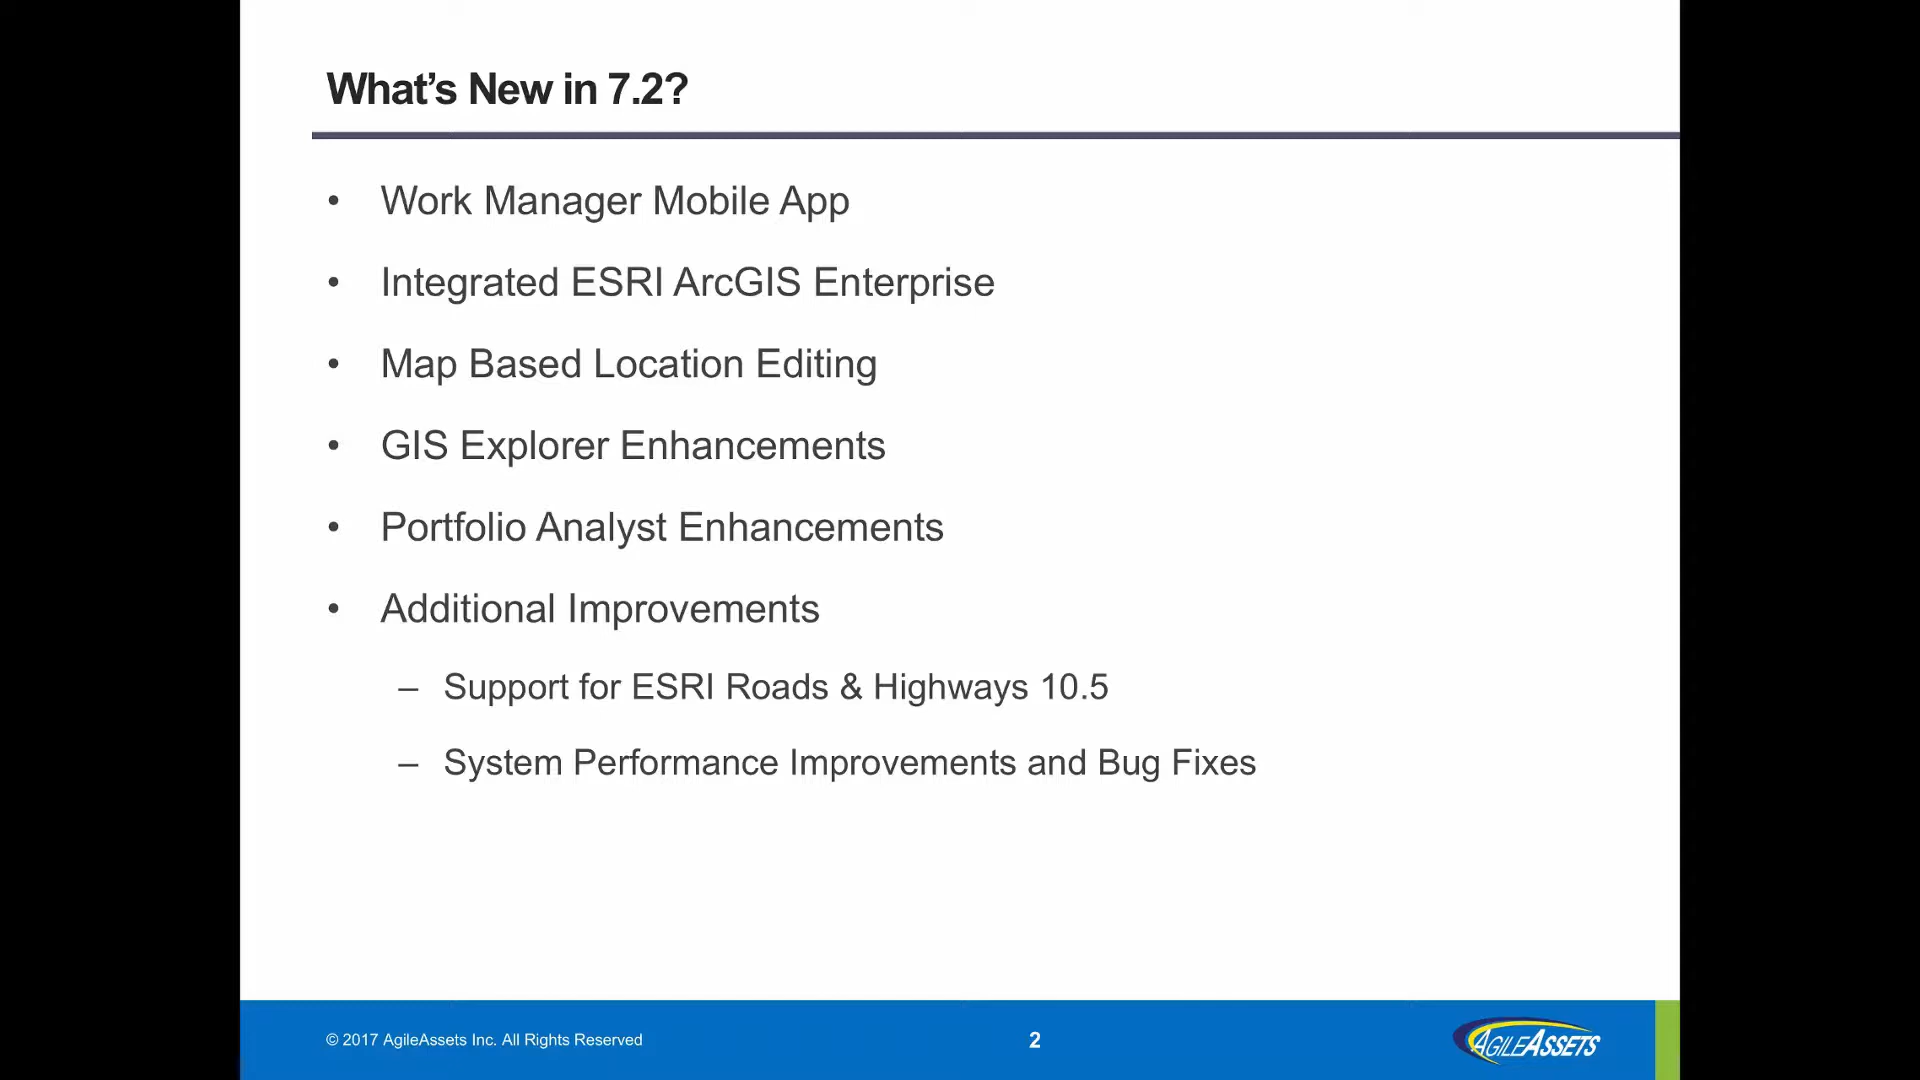 What’s New in 7.2?
• Work Manager Mobile App
• Integrated ESRI ArcGIS Enterprise
• Map Based Location Editing
• GIS Explorer Enhancements
• Portfolio Analyst Enhancements
• Additional Improvements
– Support for ESRI Roads & Highways 10.5
– System Performance Improvements and Bug Fixes
© 2017 AgileAssets Inc. All Rights Reserved
2
AGILEASSETS